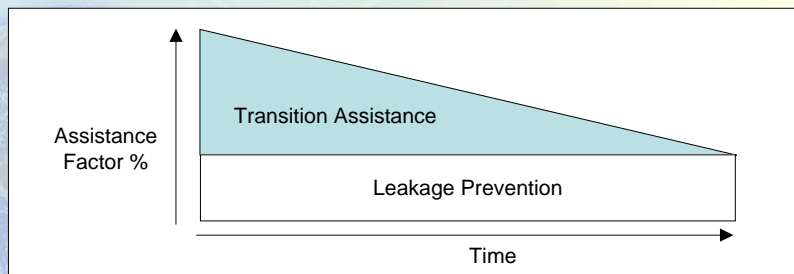 Transition Assistance
Assistance
Factor %
Leakage Prevention
Time